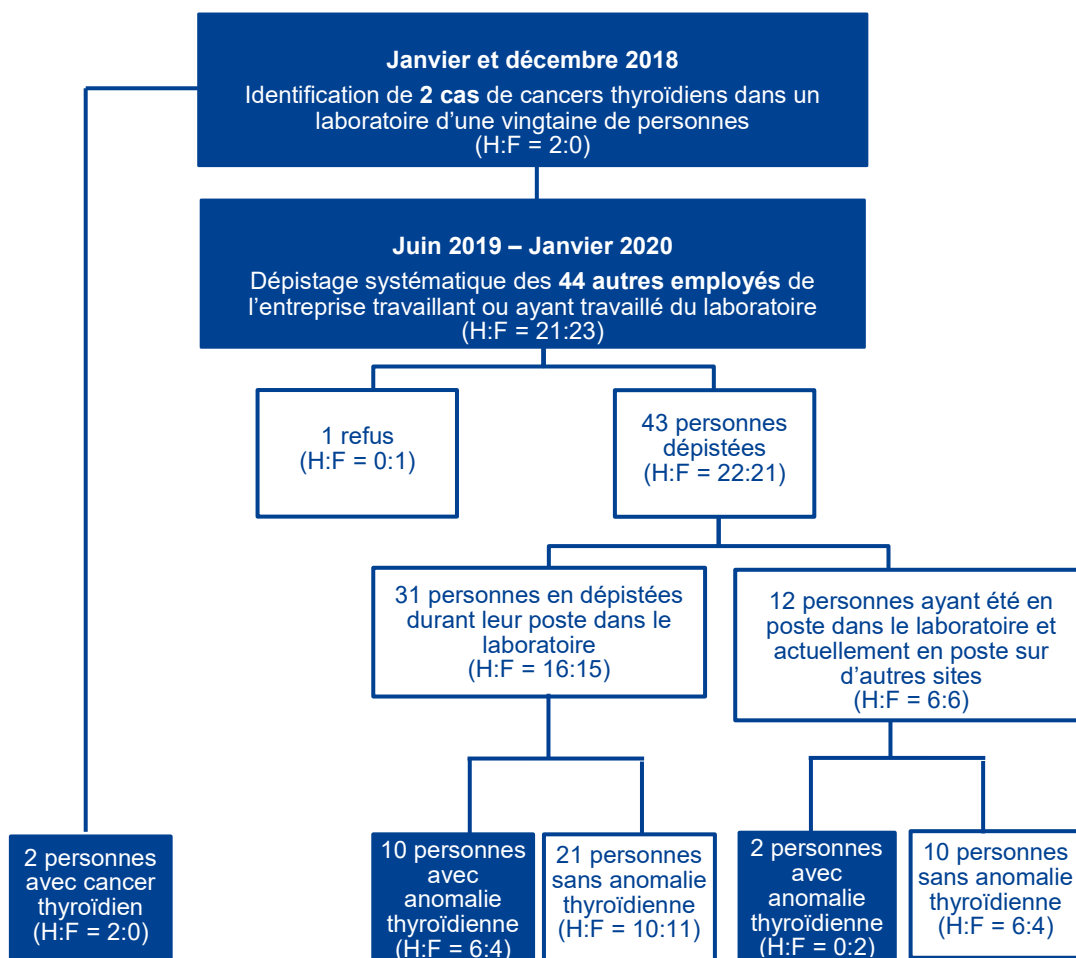 Janvier et décembre 2018
Identification de 2 cas de cancers thyroïdiens dans un
laboratoire d’une vingtaine de personnes
(H:F = 2:0)
Juin 2019 – Janvier 2020
Dépistage systématique des 44 autres employés de
l’entreprise travaillant ou ayant travaillé du laboratoire
(H:F = 21:23)
1 refus
(H:F = 0:1)
43 personnes
dépistées
(H:F = 22:21)
31 personnes en dépistées
durant leur poste dans le
laboratoire
(H:F = 16:15)
12 personnes ayant été en
poste dans le laboratoire et
actuellement en poste sur
d’autres sites
(H:F = 6:6)
2 personnes
avec cancer
thyroïdien
(H:F = 2:0)
10 personnes
avec
anomalie
thyroïdienne
(H:F = 6:4)
21 personnes
sans anomalie
thyroïdienne
(H:F = 10:11)
2 personnes
avec
anomalie
thyroïdienne
(H:F = 0:2)
10 personnes
sans anomalie
thyroïdienne
(H:F = 6:4)